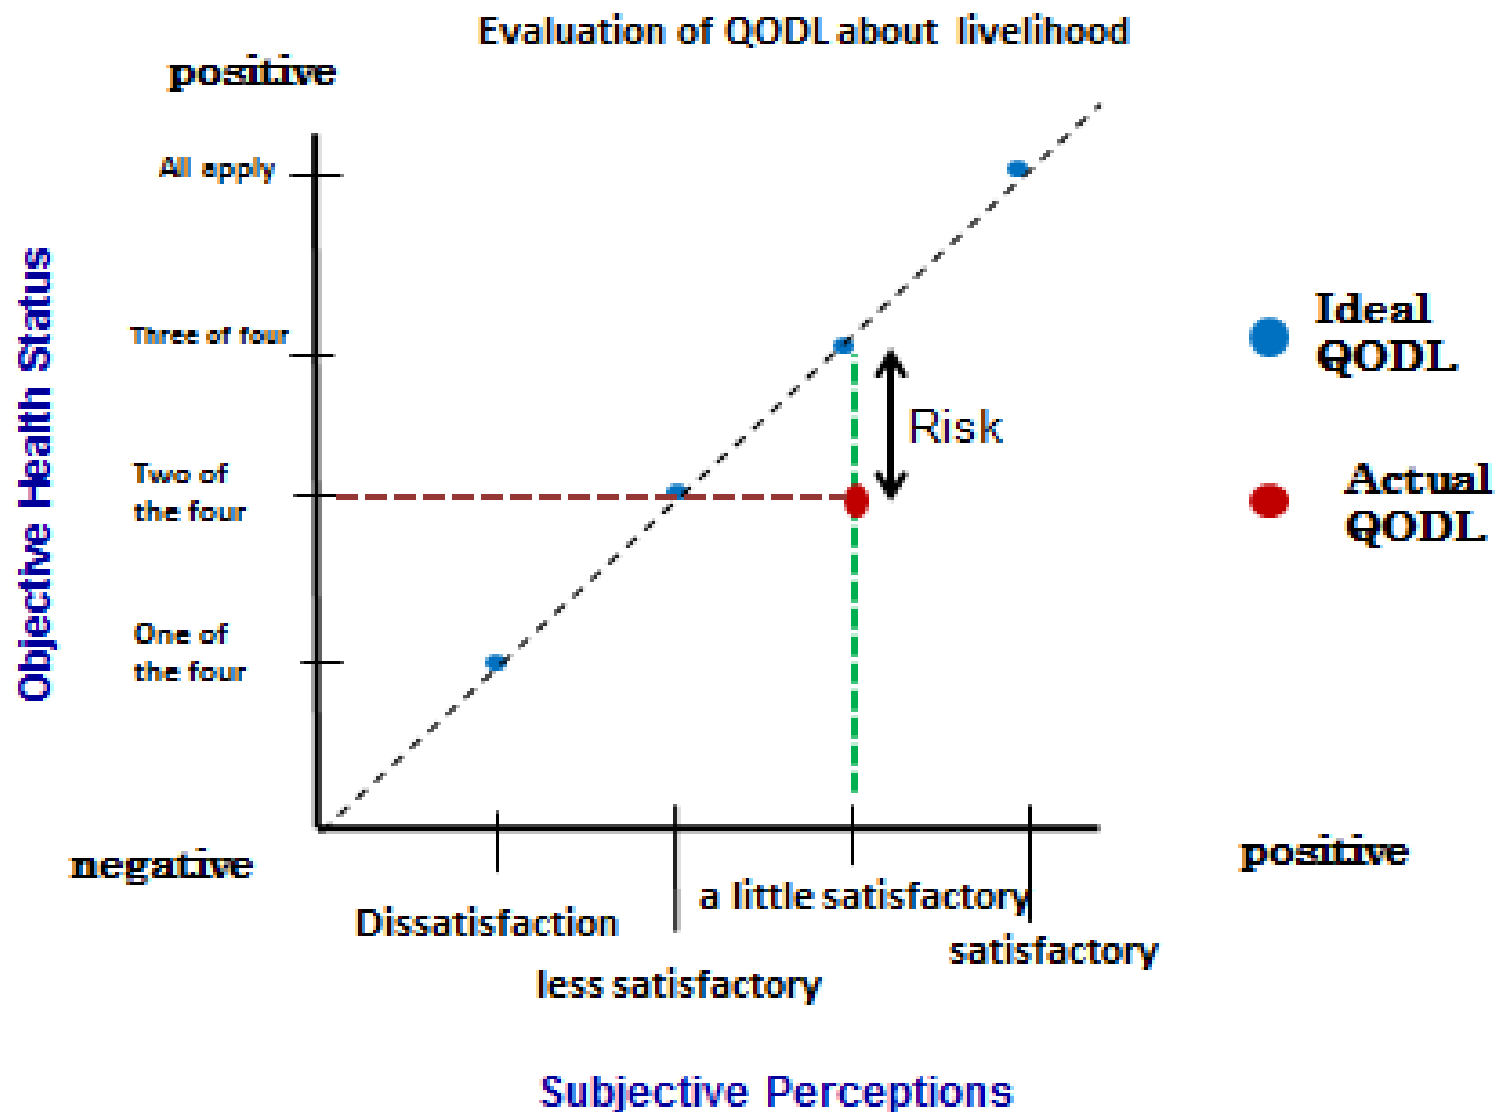 Evaluation of QODL about livelihood
positive
All apply
Three of four
Two of
the four
One of
the four
Objective Health Status
Risk
Ideal
QODL
Actual
QODL
negative
positive
Dissatisfaction
a little satisfactory
satisfactory
less satisfactory
Subjective Perceptions